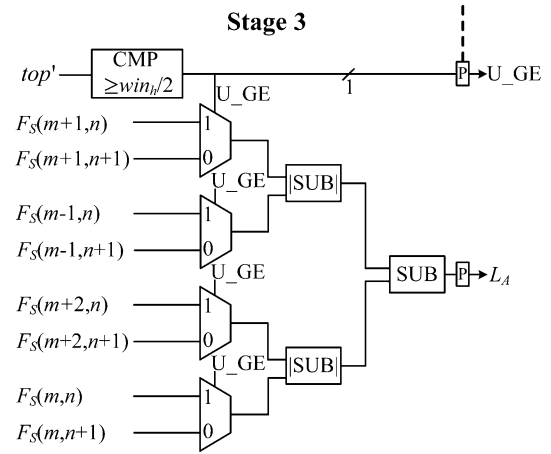 Stage 3
CMP
top'
≥win_h/2
P
U_GE
1
U_GE
F_S(m+1,n)
1
F_S(m+1,n+1)
0
|SUB|
U_GE
F_S(m-1,n)
1
F_S(m-1,n+1)
0
SUB
P
L_A
U_GE
F_S(m+2,n)
1
F_S(m+2,n+1)
0
|SUB|
U_GE
F_S(m,n)
1
F_S(m,n+1)
0